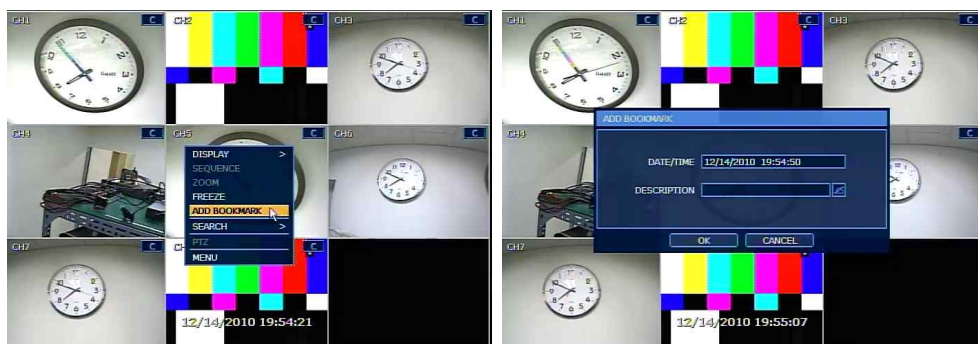 CH1 C CH2 C CH3 C
CH4 C CH5 C CH6 C
DISPLAY >
SEQUENCE
ZOOM
FREEZE
ADD BOOKMARK
SEARCH >
PTZ
MENU
CH7 C C
12/14/2010 19:54:21
CH1 C CH2 C CH3 C
ADD BOOKMARK
CH4 C
DATE/TIME 12/14/2010 19:54:50
DESCRIPTION
OK CANCEL
CH7
12/14/2010 19:55:07